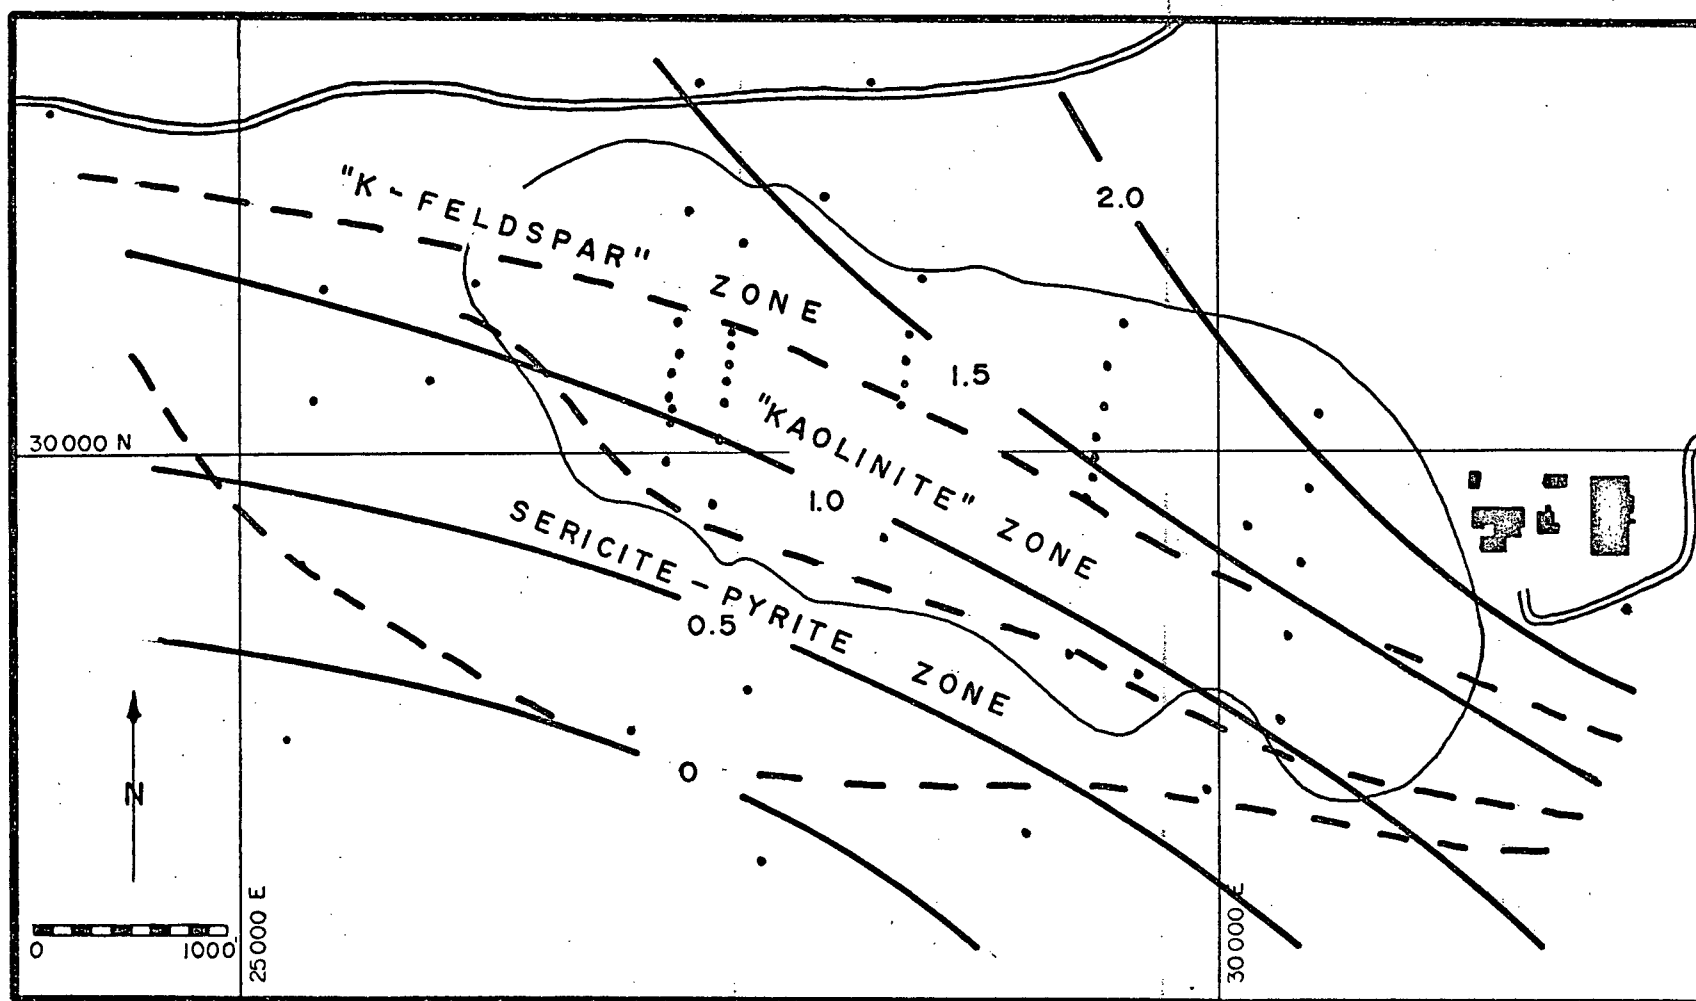 2.0
"K-FELDSPAR" ZONE
1.5
30000 N
"KAOLINITE" ZONE
1.0
SERICITE-PYRITE ZONE
0.5
0
N
0 1000'
25000 E
30000 E